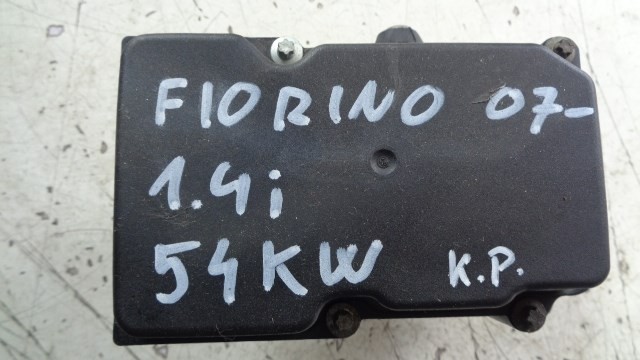 FIORINO 07-
1.4i
54KW K.P.